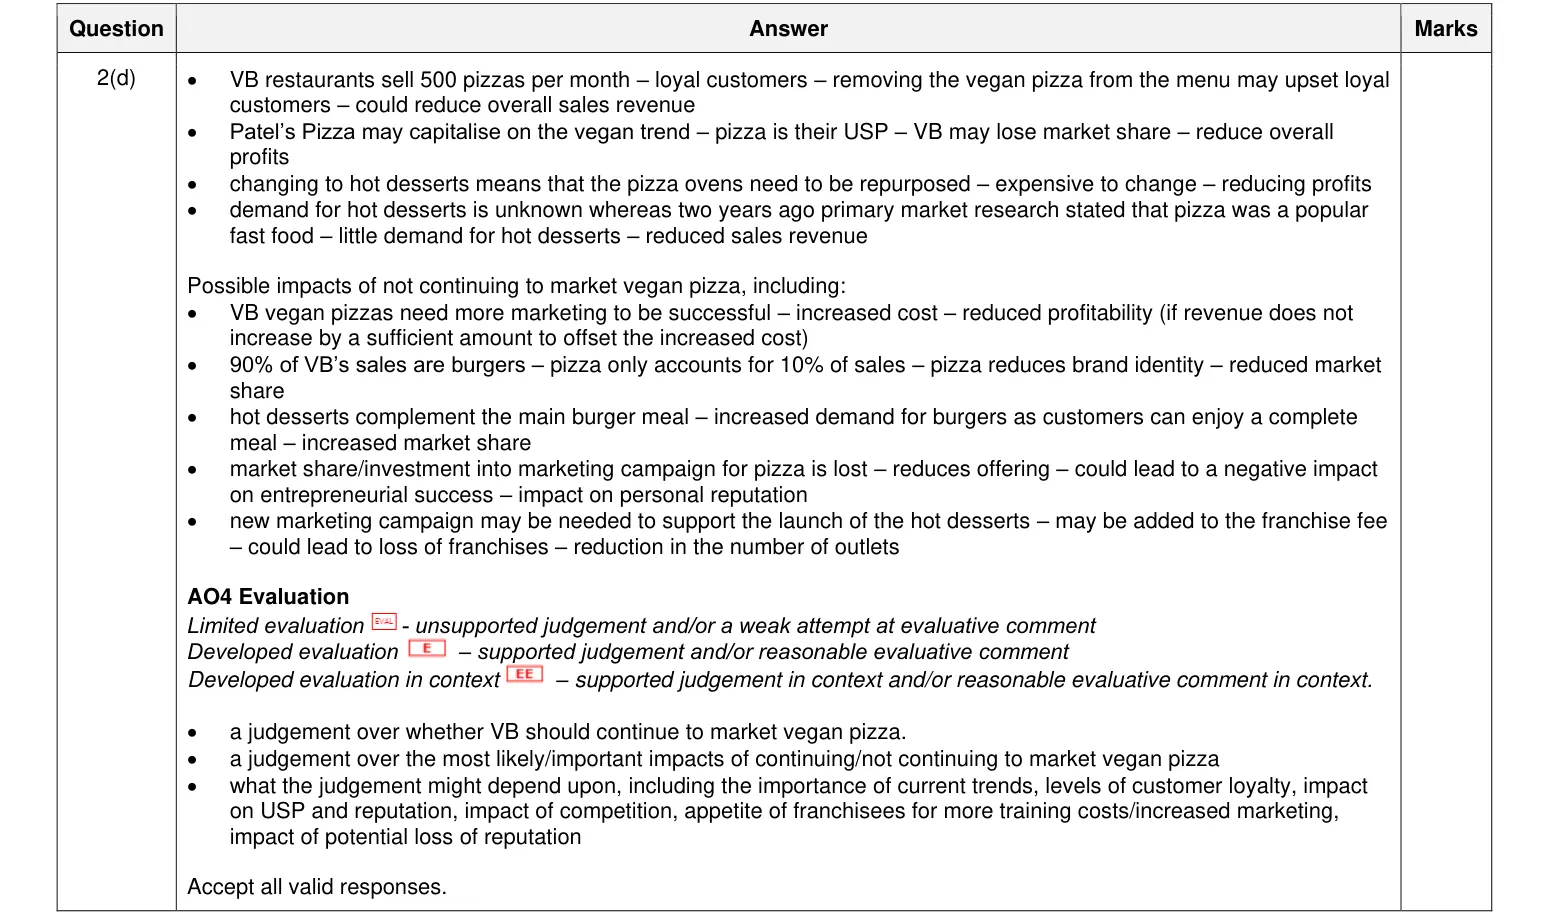 Question Answer Marks
2(d)
• VB restaurants sell 500 pizzas per month – loyal customers – removing the vegan pizza from the menu may upset loyal
customers – could reduce overall sales revenue
• Patel’s Pizza may capitalise on the vegan trend – pizza is their USP – VB may lose market share – reduce overall
profits
• changing to hot desserts means that the pizza ovens need to be repurposed – expensive to change – reducing profits
• demand for hot desserts is unknown whereas two years ago primary market research stated that pizza was a popular
fast food – little demand for hot desserts – reduced sales revenue
Possible impacts of not continuing to market vegan pizza, including:
• VB vegan pizzas need more marketing to be successful – increased cost – reduced profitability (if revenue does not
increase by a sufficient amount to offset the increased cost)
• 90% of VB’s sales are burgers – pizza only accounts for 10% of sales – pizza reduces brand identity – reduced market
share
• hot desserts complement the main burger meal – increased demand for burgers as customers can enjoy a complete
meal – increased market share
• market share/investment into marketing campaign for pizza is lost – reduces offering – could lead to a negative impact
on entrepreneurial success – impact on personal reputation
• new marketing campaign may be needed to support the launch of the hot desserts – may be added to the franchise fee
– could lead to loss of franchises – reduction in the number of outlets
AO4 Evaluation
Limited evaluation EVAL - unsupported judgement and/or a weak attempt at evaluative comment
Developed evaluation E – supported judgement and/or reasonable evaluative comment
Developed evaluation in context EE – supported judgement in context and/or reasonable evaluative comment in context.
• a judgement over whether VB should continue to market vegan pizza.
• a judgement over the most likely/important impacts of continuing/not continuing to market vegan pizza
• what the judgement might depend upon, including the importance of current trends, levels of customer loyalty, impact
on USP and reputation, impact of competition, appetite of franchisees for more training costs/increased marketing,
impact of potential loss of reputation
Accept all valid responses.